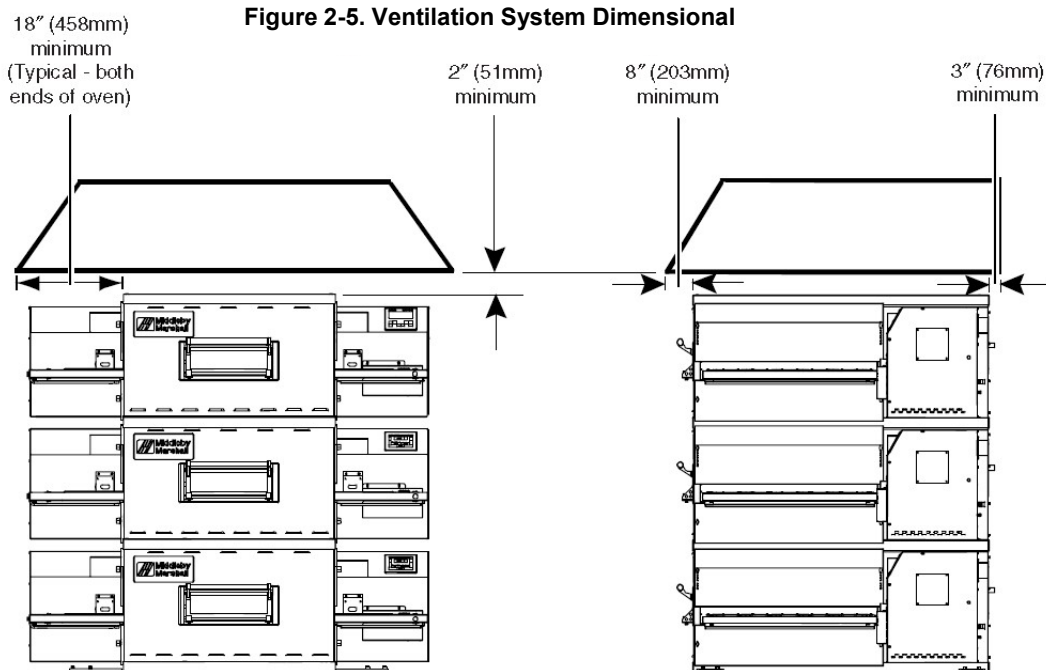 Figure 2-5. Ventilation System Dimensional
18″ (458mm)
minimum
(Typical - both
ends of oven)
2″ (51mm)
minimum
8″ (203mm)
minimum
3″ (76mm)
minimum
Middleby
Marshall
Middleby
Marshall
Middleby
Marshall